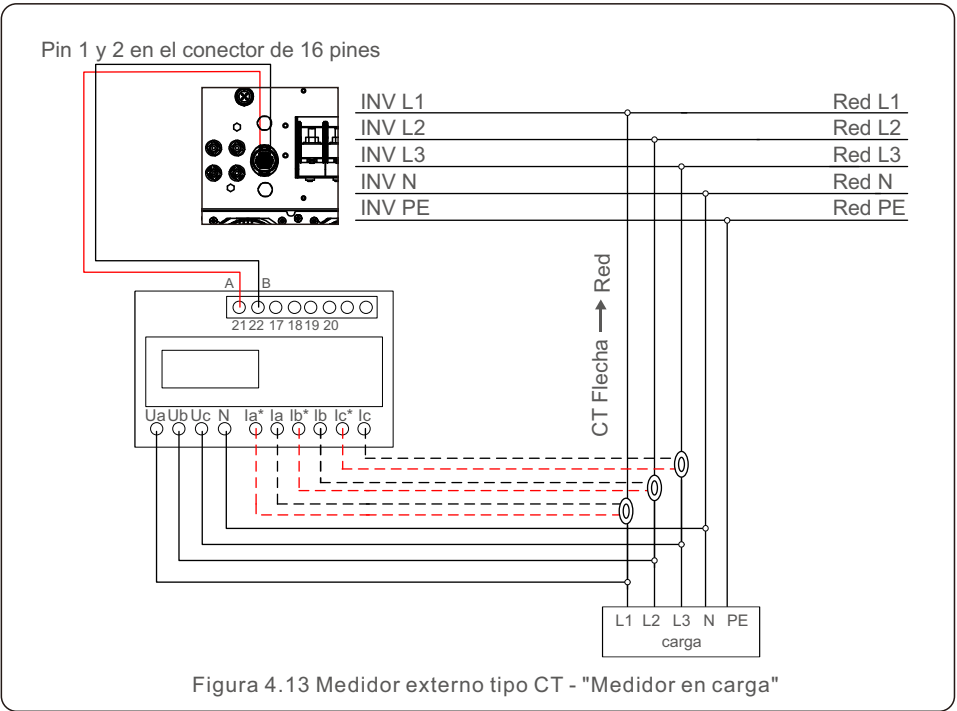 Pin 1 y 2 en el conector de 16 pines
INV L1 Red L1
INV L2 Red L2
INV L3 Red L3
INV N Red N
INV PE Red PE
CT Flecha → Red
A B
21 22 17 18 19 20
Ua Ub Uc N Ia* Ia Ib* Ib Ic* Ic
L1 L2 L3 N PE
carga
Figura 4.13 Medidor externo tipo CT - "Medidor en carga"